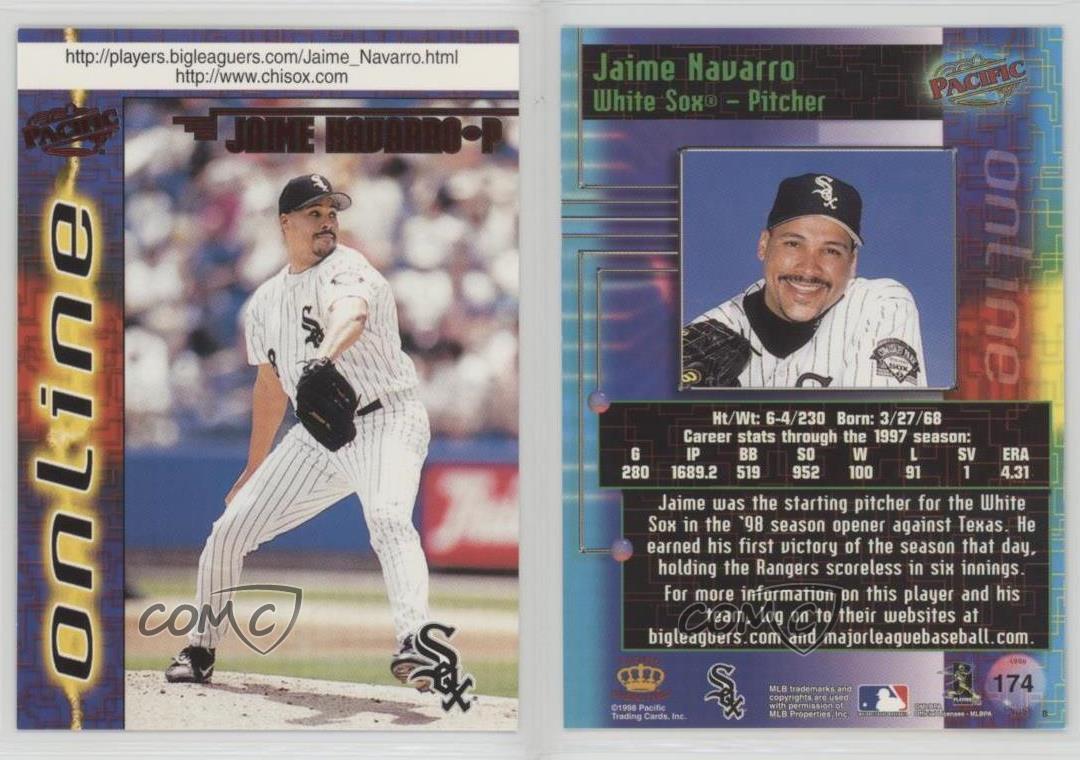 http://players.bigleaguers.com/Jaime_Navarro.html
http://www.chisox.com
PACIFIC
JAIME NAVARRO•P
online
Sox
COMC
Sox
Jaime Navarro
White Sox® – Pitcher
PACIFIC
online
Sox
Ht/Wt: 6-4/230 Born: 3/27/68
Career stats through the 1997 season:
G IP BB SO W L SV ERA
280 1689.2 519 952 100 91 1 4.31
Jaime was the starting pitcher for the White
Sox in the `98 season opener against Texas. He
earned his first victory of the season that day,
holding the Rangers scoreless in six innings.
For more information on this player and his
team, log on to their websites at
bigleaguers.com and majorleaguebaseball.com.
COMC
©1998 Pacific
Trading Cards, Inc.
Sox
MLB trademarks and
copyrights are used
with permission of
MLB Properties, Inc.
1998
174